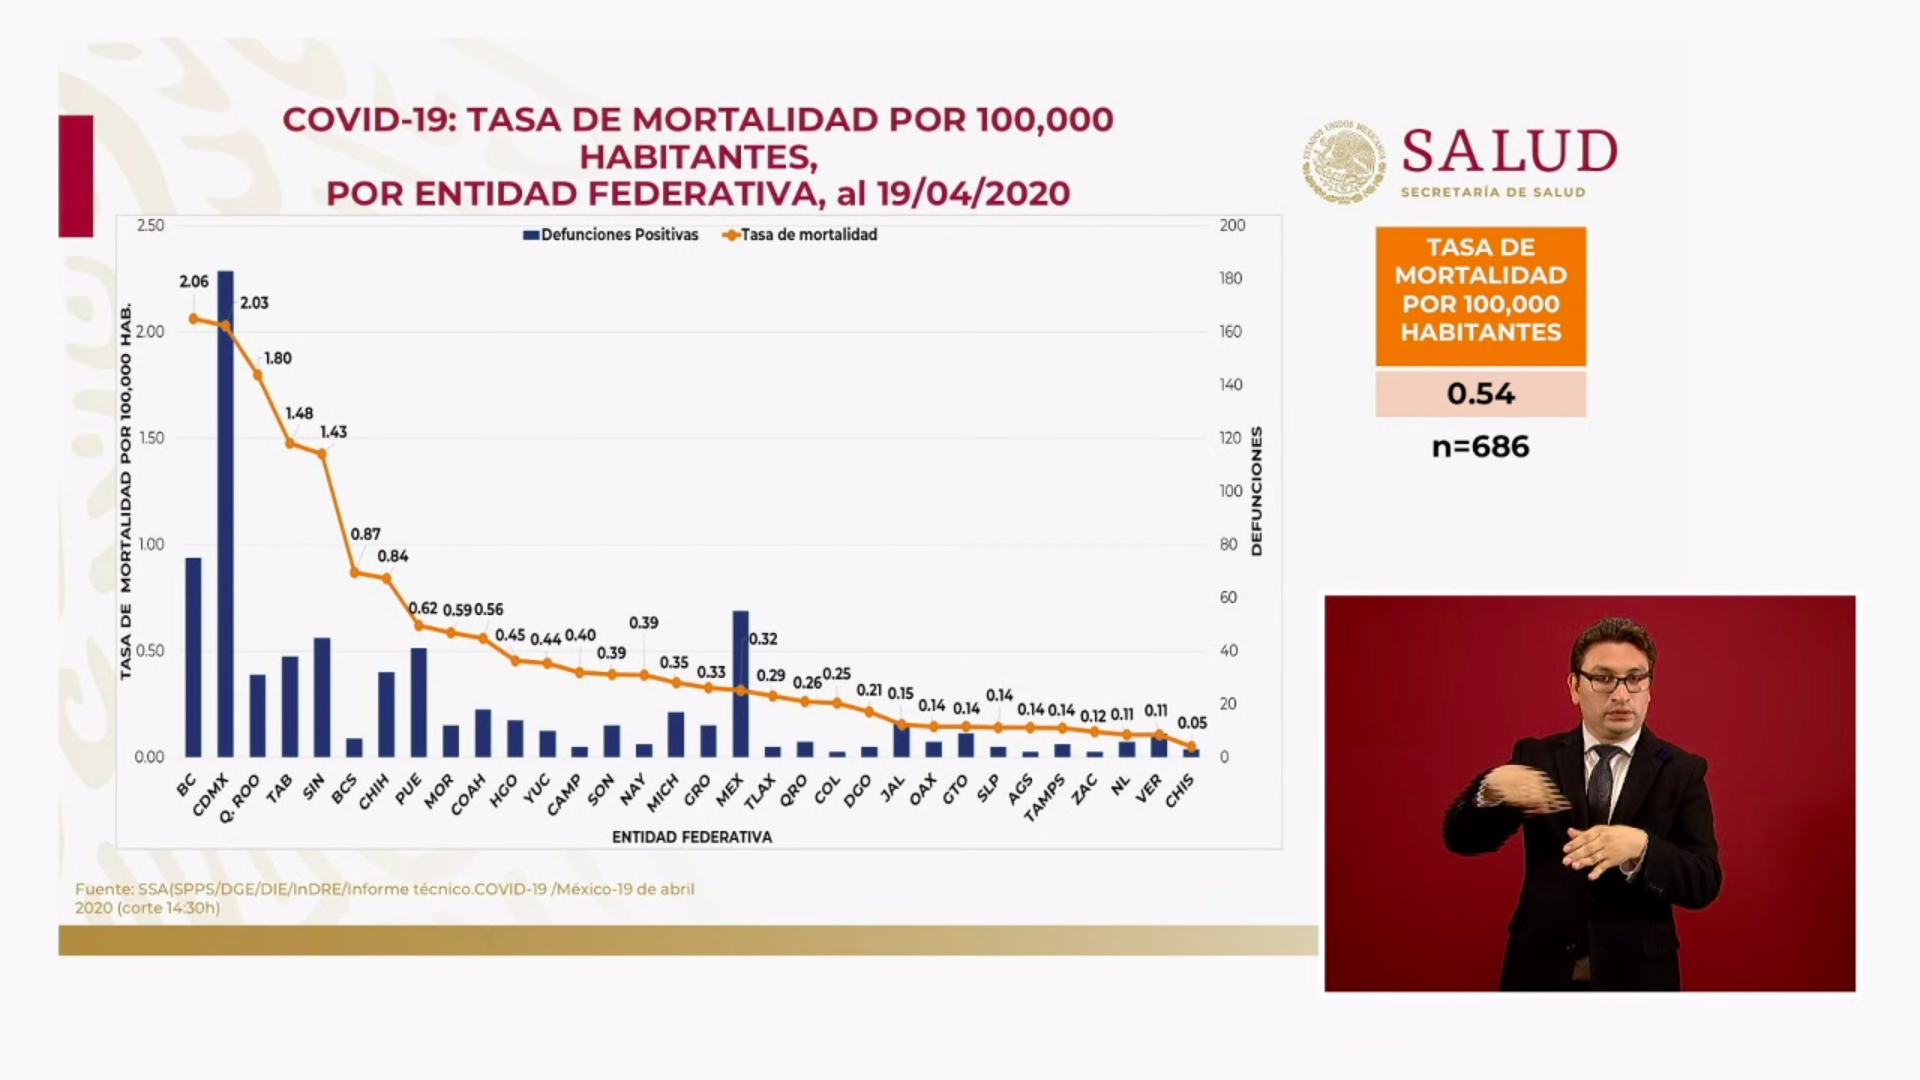 COVID-19: TASA DE MORTALIDAD POR 100,000
HABITANTES,
POR ENTIDAD FEDERATIVA, al 19/04/2020
ESTADOS UNIDOS MEXICANOS
SALUD
SECRETARÍA DE SALUD
TASA DE
MORTALIDAD
POR 100,000
HABITANTES
0.54
n=686
Defunciones Positivas
Tasa de mortalidad
TASA DE MORTALIDAD POR 100,000 HAB.
2.50
2.00
1.50
1.00
0.50
0.00
2.06
2.03
1.80
1.48
1.43
0.87
0.84
0.62
0.59
0.56
0.45
0.44
0.40
0.39
0.39
0.35
0.33
0.32
0.29
0.26
0.25
0.21
0.15
0.14
0.14
0.14
0.14
0.14
0.12
0.11
0.11
0.05
200
180
160
140
120
100
80
60
40
20
0
DEFUNCIONES
BC
CDMX
Q. ROO
TAB
SIN
BCS
CHIH
PUE
MOR
COAH
HGO
YUC
CAMP
SON
NAY
MICH
GRO
MEX
TLAX
QRO
COL
DGO
JAL
OAX
GTO
SLP
AGS
TAMPS
ZAC
NL
VER
CHIS
ENTIDAD FEDERATIVA
Fuente: SSA(SPPS/DGE/DIE/InDRE/Informe técnico.COVID-19 /México-19 de abril
2020 (corte 14:30h)